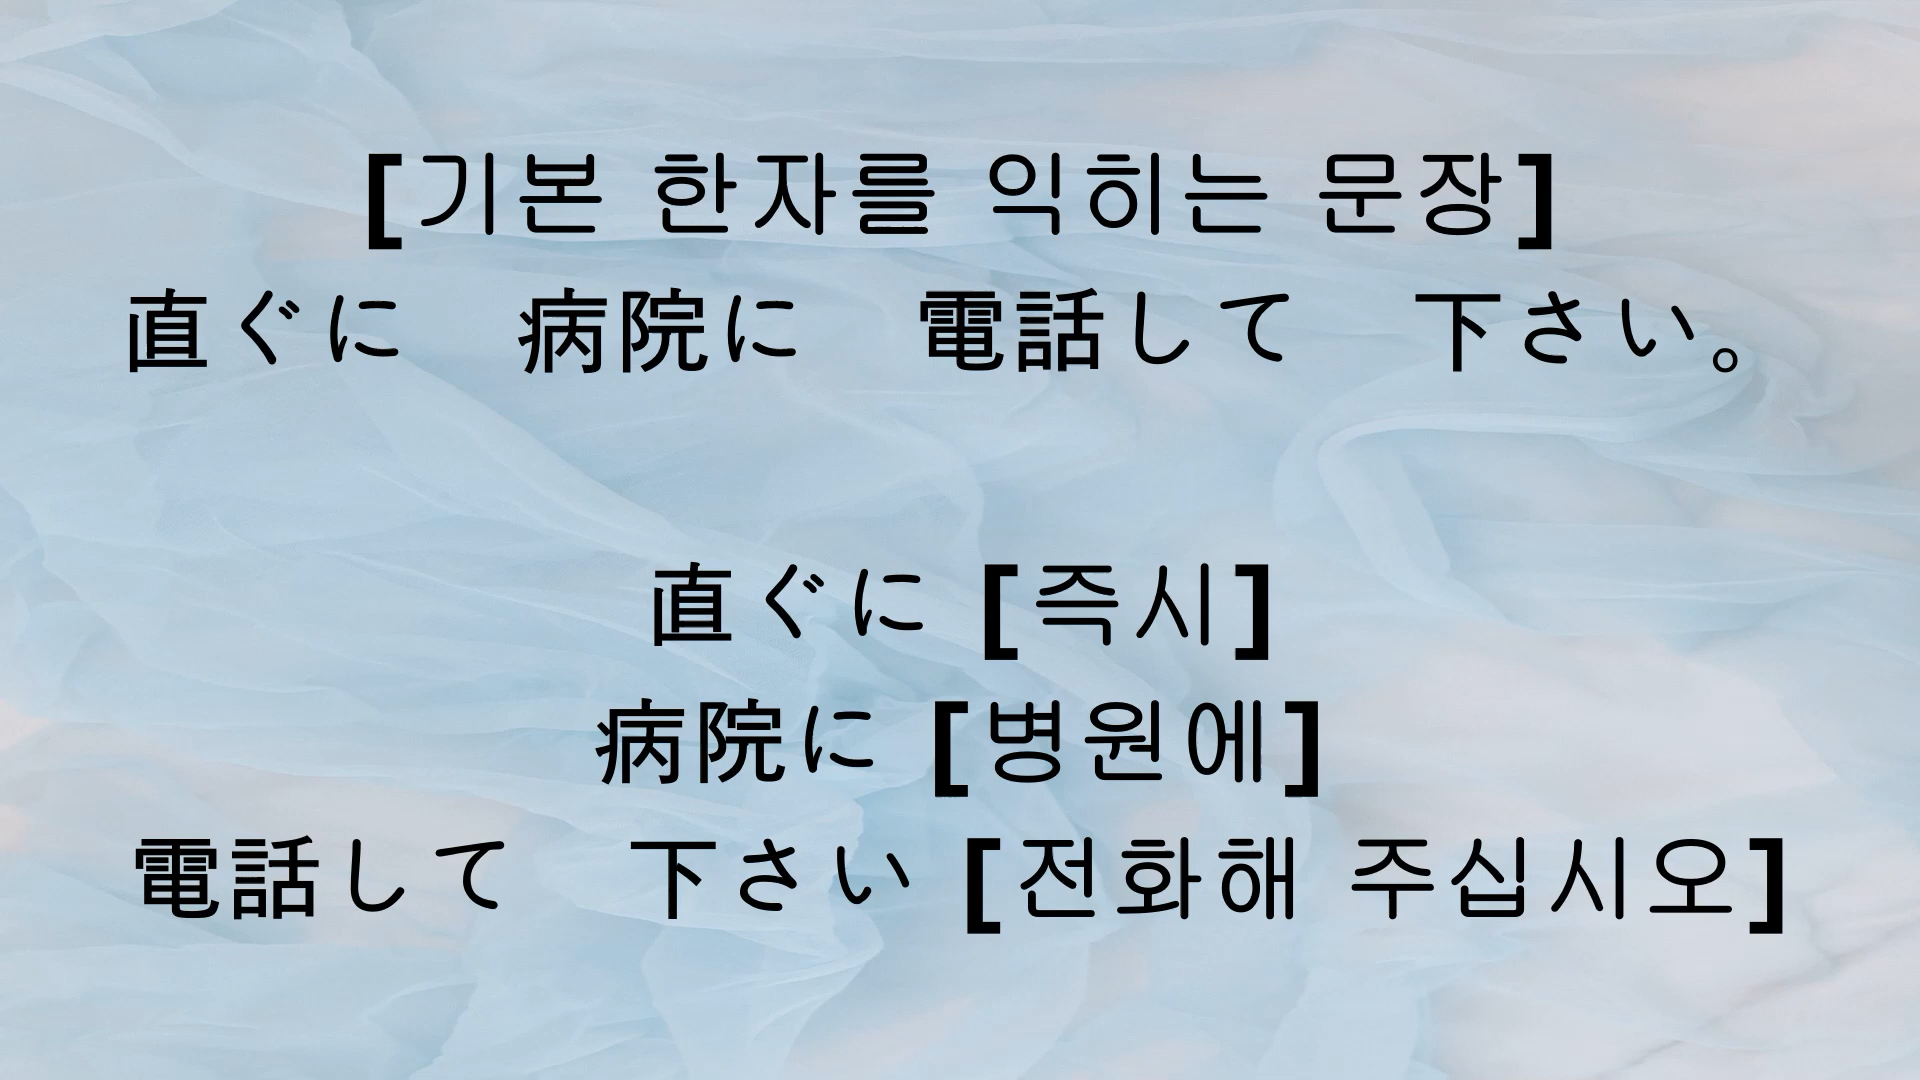 [기본 한자를 익히는 문장]
直ぐに　病院に　電話して　下さい。
直ぐに [즉시]
病院に [병원에]
電話して　下さい [전화해 주십시오]